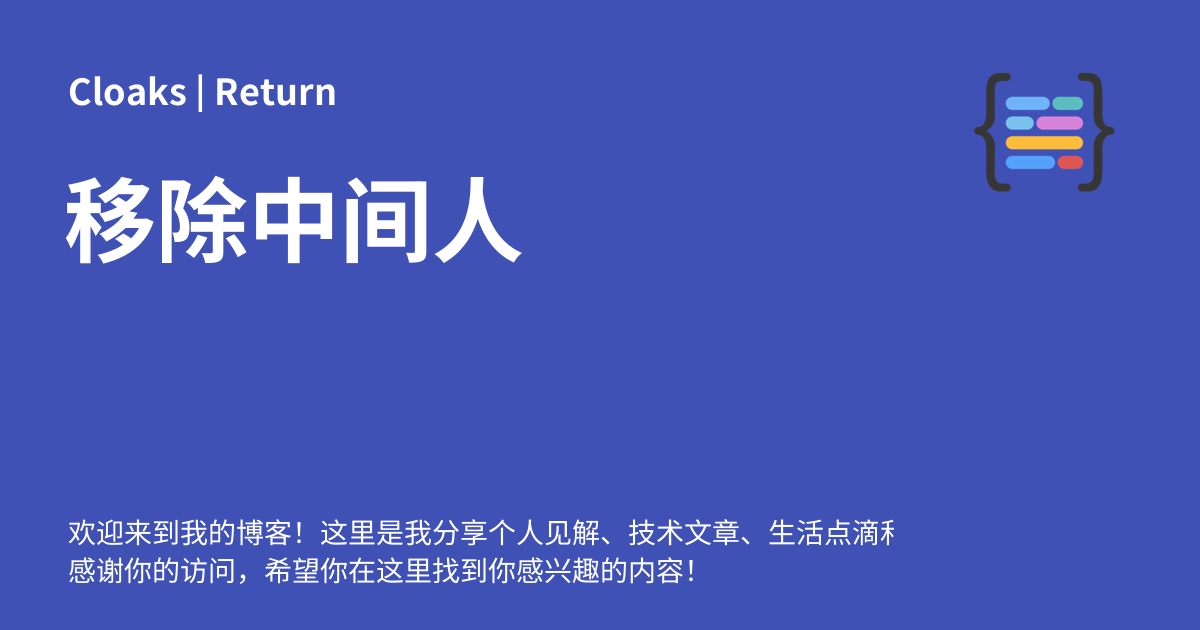 Cloaks | Return
移除中间人
欢迎来到我的博客！这里是我分享个人见解、技术文章、生活点滴
感谢你的访问，希望你在这里找到你感兴趣的内容！